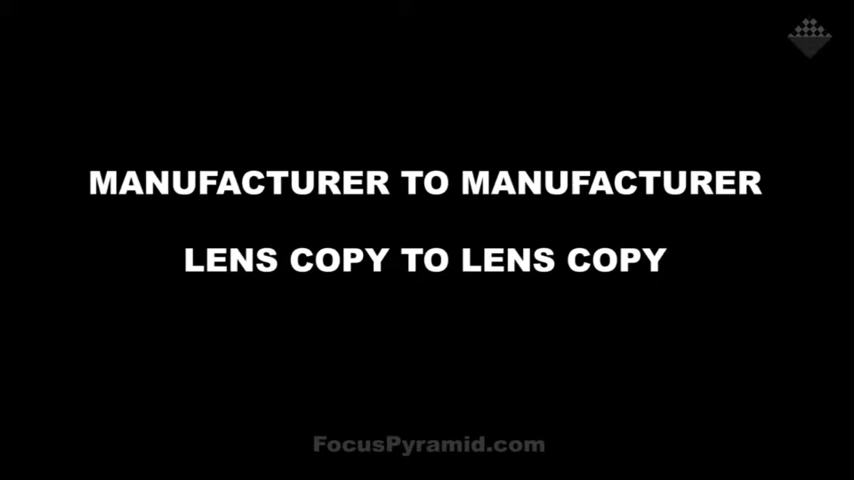 MANUFACTURER TO MANUFACTURER
LENS COPY TO LENS COPY
FocusPyramid.com